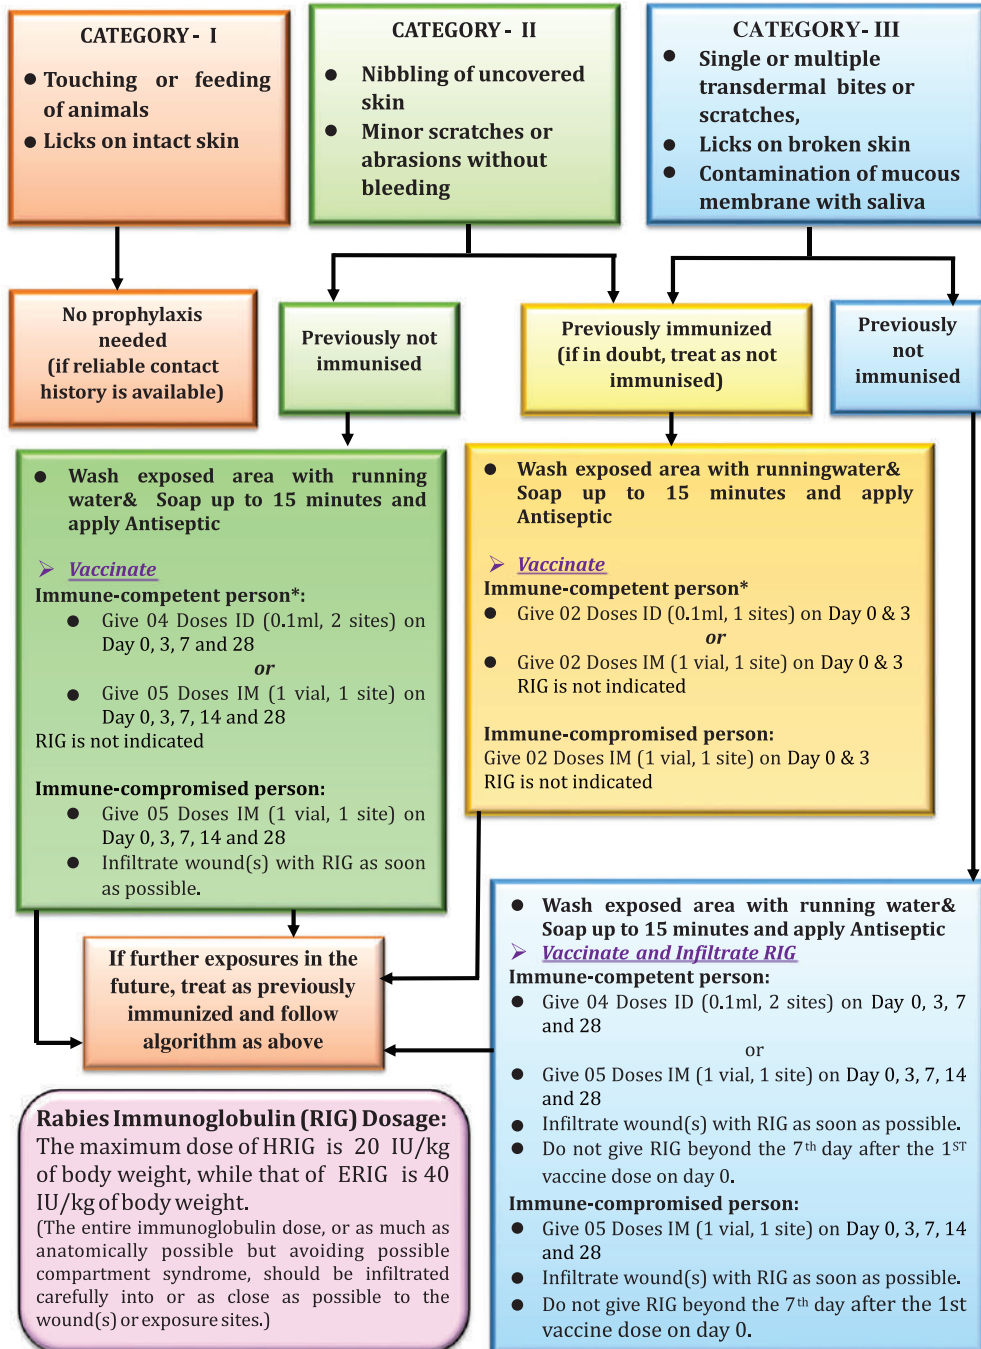 CATEGORY - I
● Touching or feeding
of animals
● Licks on intact skin
CATEGORY - II
● Nibbling of uncovered
skin
● Minor scratches or
abrasions without
bleeding
CATEGORY- III
● Single or multiple
transdermal bites or
scratches,
● Licks on broken skin
● Contamination of mucous
membrane with saliva
No prophylaxis
needed
(if reliable contact
history is available)
Previously not
immunised
Previously immunized
(if in doubt, treat as not
immunised)
Previously
not
immunised
● Wash exposed area with running
water& Soap up to 15 minutes and
apply Antiseptic
➢ Vaccinate
Immune-competent person*:
● Give 04 Doses ID (0.1ml, 2 sites) on
Day 0, 3, 7 and 28
or
● Give 05 Doses IM (1 vial, 1 site) on
Day 0, 3, 7, 14 and 28
RIG is not indicated
Immune-compromised person:
● Give 05 Doses IM (1 vial, 1 site) on
Day 0, 3, 7, 14 and 28
● Infiltrate wound(s) with RIG as soon
as possible.
● Wash exposed area with runningwater&
Soap up to 15 minutes and apply
Antiseptic
➢ Vaccinate
Immune-competent person*
● Give 02 Doses ID (0.1ml, 1 sites) on Day 0 & 3
or
● Give 02 Doses IM (1 vial, 1 site) on Day 0 & 3
RIG is not indicated
Immune-compromised person:
Give 02 Doses IM (1 vial, 1 site) on Day 0 & 3
RIG is not indicated
If further exposures in the
future, treat as previously
immunized and follow
algorithm as above
● Wash exposed area with running water&
Soap up to 15 minutes and apply Antiseptic
➢ Vaccinate and Infiltrate RIG
Immune-competent person:
● Give 04 Doses ID (0.1ml, 2 sites) on Day 0, 3, 7
and 28
or
● Give 05 Doses IM (1 vial, 1 site) on Day 0, 3, 7, 14
and 28
● Infiltrate wound(s) with RIG as soon as possible.
● Do not give RIG beyond the 7th day after the 1ST
vaccine dose on day 0.
Immune-compromised person:
● Give 05 Doses IM (1 vial, 1 site) on Day 0, 3, 7, 14
and 28
● Infiltrate wound(s) with RIG as soon as possible.
● Do not give RIG beyond the 7th day after the 1st
vaccine dose on day 0.
Rabies Immunoglobulin (RIG) Dosage:
The maximum dose of HRIG is 20 IU/kg
of body weight, while that of ERIG is 40
IU/kg of body weight.
(The entire immunoglobulin dose, or as much as
anatomically possible but avoiding possible
compartment syndrome, should be infiltrated
carefully into or as close as possible to the
wound(s) or exposure sites.)